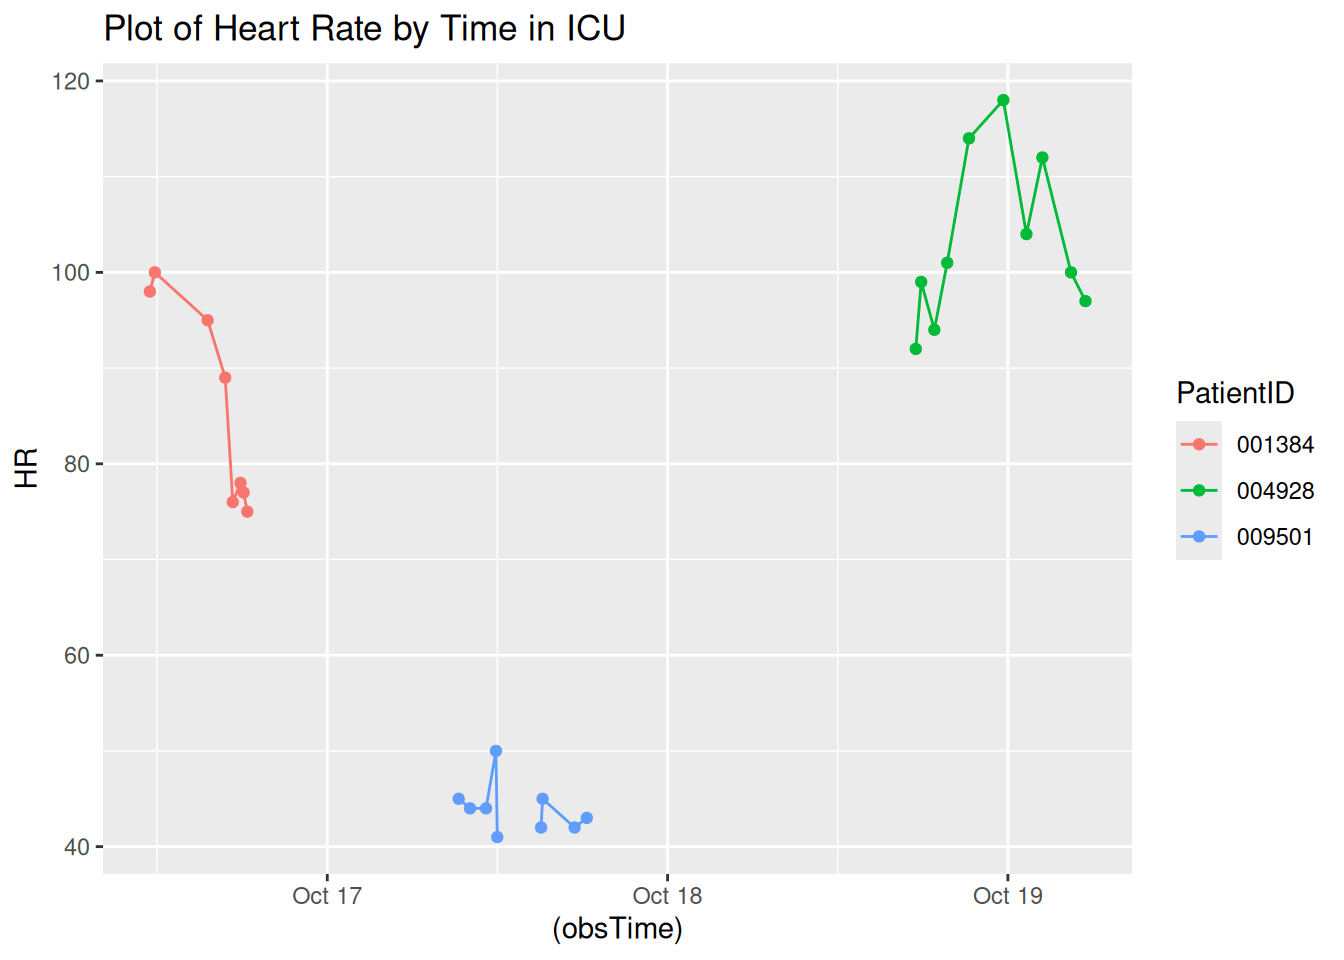 Plot of Heart Rate by Time in ICU
120
100
80
60
40
HR
Oct 17
Oct 18
Oct 19
(obsTime)
PatientID
001384
004928
009501